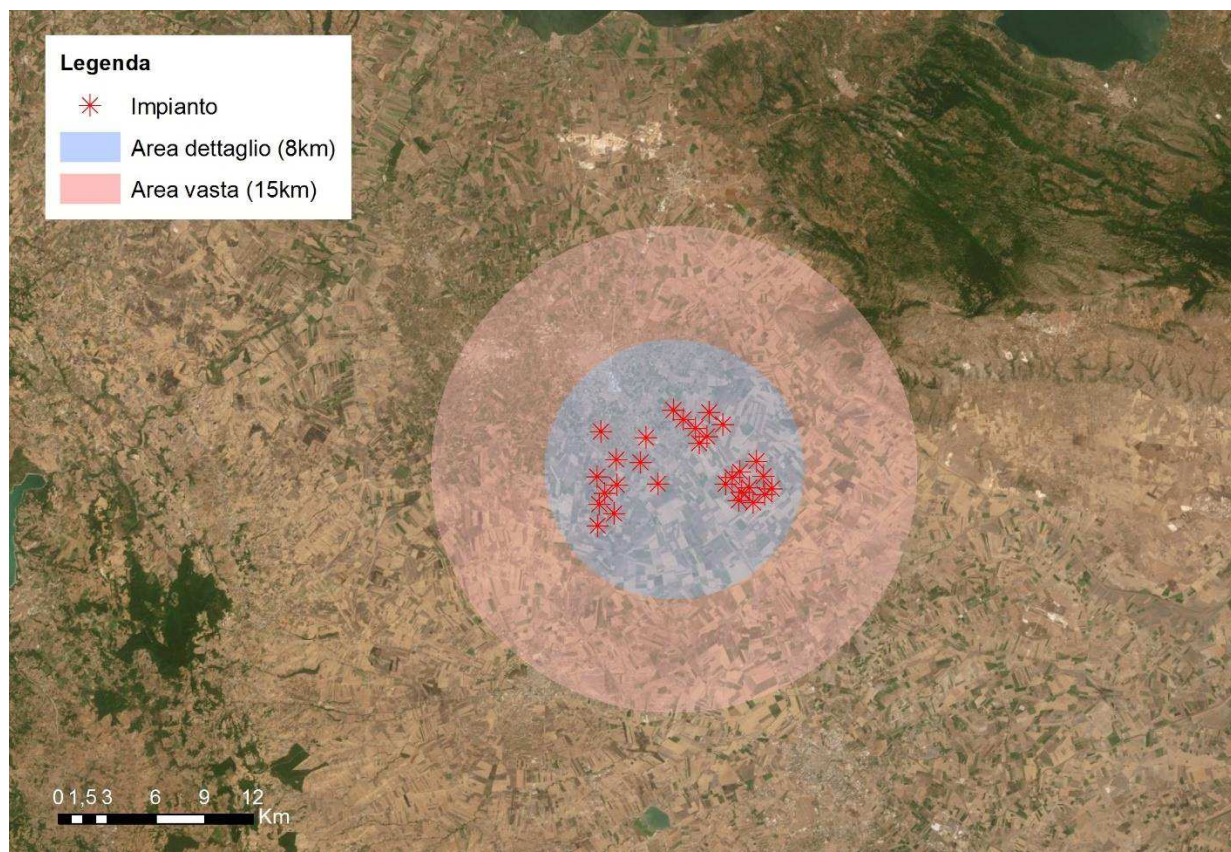 Legenda
Impianto
Area dettaglio (8km)
Area vasta (15km)
0 1,5 3 6 9 12
Km